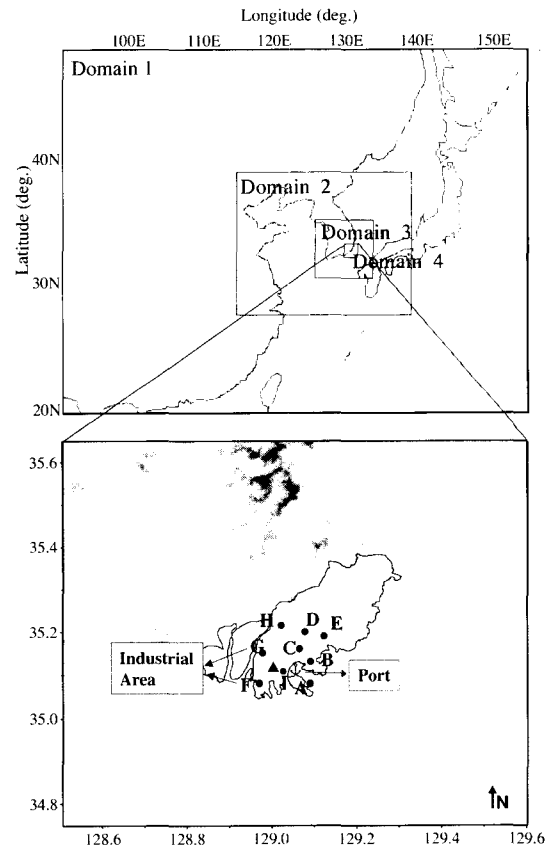 Longitude (deg.)
100E 110E 120E 130E 140E 150E
Domain 1
40N
Domain 2
Latitude (deg.)
Domain 3
Domain 4
30N
20N
35.6
35.4
H D E
35.2
G C
B
Industrial
Area
Port
F I A
35.0
34.8
N
128.6 128.8 129.0 129.2 129.4 129.6